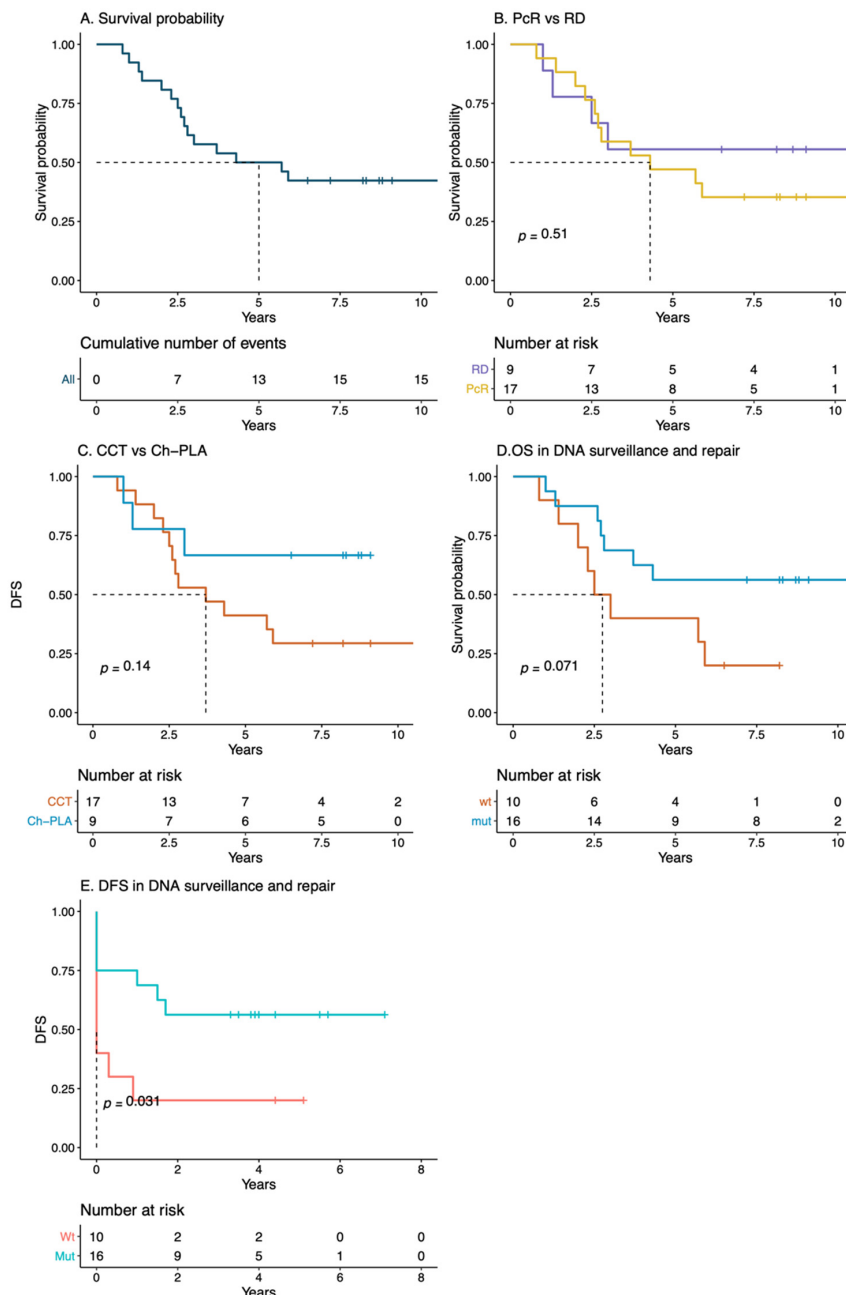 A. Survival probability
1.00
0.75
0.50
0.25
0.00
Survival probability
0 2.5 5 7.5 10
Years
Cumulative number of events
All 0 7 13 15 15
0 2.5 5 7.5 10
Years
B. PcR vs RD
1.00
0.75
0.50
0.25
0.00
Survival probability
p = 0.51
0 2.5 5 7.5 10
Years
Number at risk
RD 9 7 5 4 1
PcR 17 13 8 5 1
0 2.5 5 7.5 10
Years
C. CCT vs Ch–PLA
1.00
0.75
0.50
0.25
0.00
DFS
p = 0.14
0 2.5 5 7.5 10
Years
Number at risk
CCT 17 13 7 4 2
Ch–PLA 9 7 6 5 0
0 2.5 5 7.5 10
Years
D.OS in DNA surveillance and repair
1.00
0.75
0.50
0.25
0.00
Survival probability
p = 0.071
0 2.5 5 7.5 10
Years
Number at risk
wt 10 6 4 1 0
mut 16 14 9 8 2
0 2.5 5 7.5 10
Years
E. DFS in DNA surveillance and repair
1.00
0.75
0.50
0.25
0.00
DFS
p = 0.031
0 2 4 6 8
Years
Number at risk
Wt 10 2 2 0 0
Mut 16 9 5 1 0
0 2 4 6 8
Years